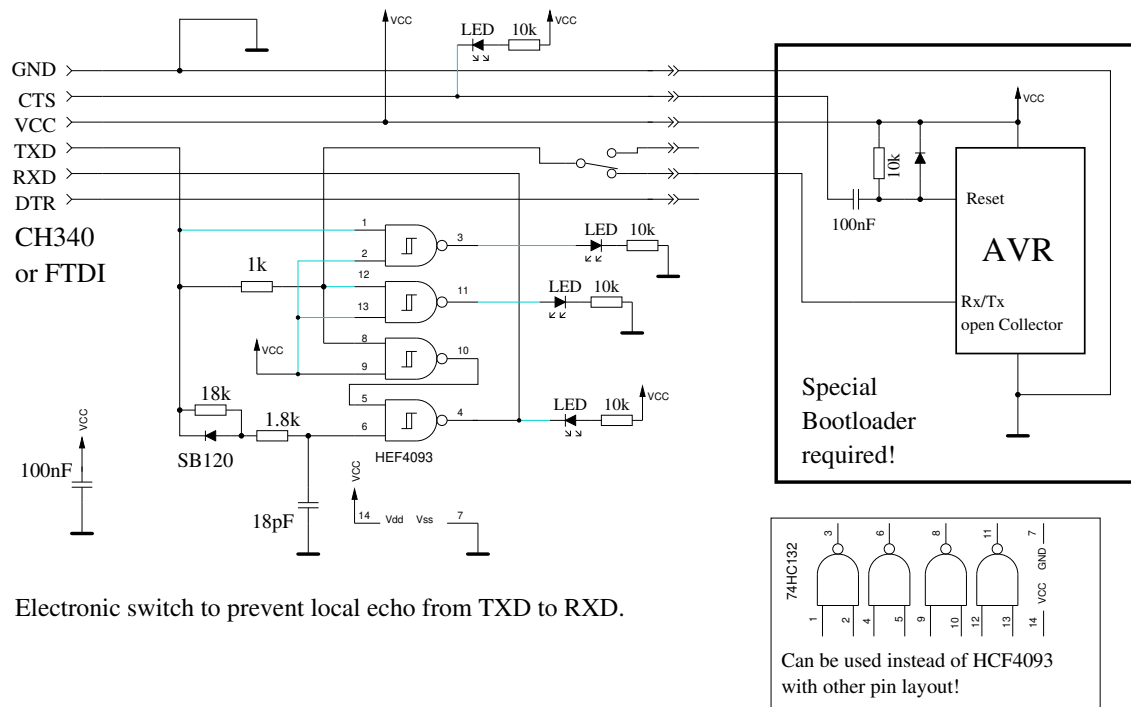 LED
10k
VCC
VCC
GND
CTS
VCC
TXD
RXD
DTR
CH340
or FTDI
VCC
10k
100nF
Reset
AVR
Rx/Tx
open Collector
Special
Bootloader
required!
1
2
3
LED
10k
1k
12
13
11
LED
10k
8
9
10
VCC
18k
1.8k
SB120
5
6
4
HEF4093
LED
10k
VCC
VCC
100nF
18pF
VCC
14
Vdd
Vss
7
Electronic switch to prevent local echo from TXD to RXD.
74HC132
3
6
8
11
7
GND
VCC
1
2
4
5
9
10
12
13
14
Can be used instead of HCF4093
with other pin layout!